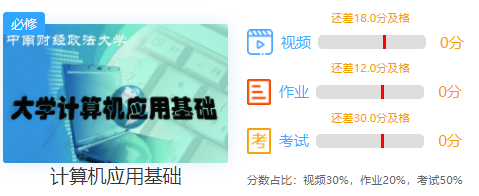 必修
中南财经政法大学
大学计算机应用基础
计算机应用基础
还差18.0分及格
视频 0分
还差12.0分及格
作业 0分
还差30.0分及格
考 考试 0分
分数占比：视频30%，作业20%，考试50%